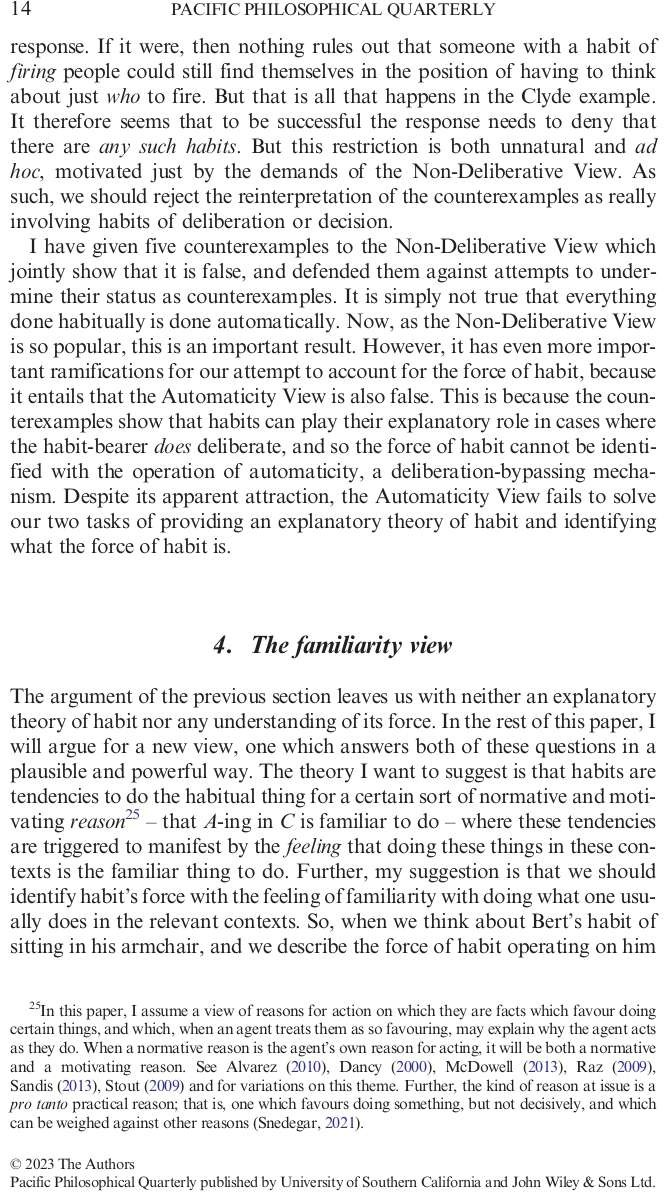 14 PACIFIC PHILOSOPHICAL QUARTERLY
response. If it were, then nothing rules out that someone with a habit of
firing people could still find themselves in the position of having to think
about just who to fire. But that is all that happens in the Clyde example.
It therefore seems that to be successful the response needs to deny that
there are any such habits. But this restriction is both unnatural and ad
hoc, motivated just by the demands of the Non-Deliberative View. As
such, we should reject the reinterpretation of the counterexamples as really
involving habits of deliberation or decision.
I have given five counterexamples to the Non-Deliberative View which
jointly show that it is false, and defended them against attempts to under-
mine their status as counterexamples. It is simply not true that everything
done habitually is done automatically. Now, as the Non-Deliberative View
is so popular, this is an important result. However, it has even more impor-
tant ramifications for our attempt to account for the force of habit, because
it entails that the Automaticity View is also false. This is because the coun-
terexamples show that habits can play their explanatory role in cases where
the habit-bearer does deliberate, and so the force of habit cannot be identi-
fied with the operation of automaticity, a deliberation-bypassing mecha-
nism. Despite its apparent attraction, the Automaticity View fails to solve
our two tasks of providing an explanatory theory of habit and identifying
what the force of habit is.
4. The familiarity view
The argument of the previous section leaves us with neither an explanatory
theory of habit nor any understanding of its force. In the rest of this paper, I
will argue for a new view, one which answers both of these questions in a
plausible and powerful way. The theory I want to suggest is that habits are
tendencies to do the habitual thing for a certain sort of normative and moti-
vating reason25 – that A-ing in C is familiar to do – where these tendencies
are triggered to manifest by the feeling that doing these things in these con-
texts is the familiar thing to do. Further, my suggestion is that we should
identify habit's force with the feeling of familiarity with doing what one usu-
ally does in the relevant contexts. So, when we think about Bert's habit of
sitting in his armchair, and we describe the force of habit operating on him
25In this paper, I assume a view of reasons for action on which they are facts which favour doing
certain things, and which, when an agent treats them as so favouring, may explain why the agent acts
as they do. When a normative reason is the agent's own reason for acting, it will be both a normative
and a motivating reason. See Alvarez (2010), Dancy (2000), McDowell (2013), Raz (2009),
Sandis (2013), Stout (2009) and for variations on this theme. Further, the kind of reason at issue is a
pro tanto practical reason; that is, one which favours doing something, but not decisively, and which
can be weighed against other reasons (Snedegar, 2021).
© 2023 The Authors
Pacific Philosophical Quarterly published by University of Southern California and John Wiley & Sons Ltd.